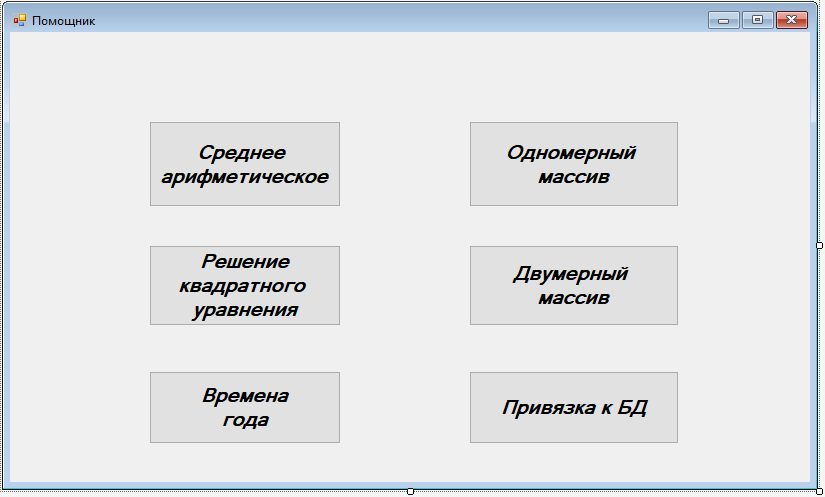 Помощник
Среднее
арифметическое
Одномерный
массив
Решение
квадратного
уравнения
Двумерный
массив
Времена
года
Привязка к БД